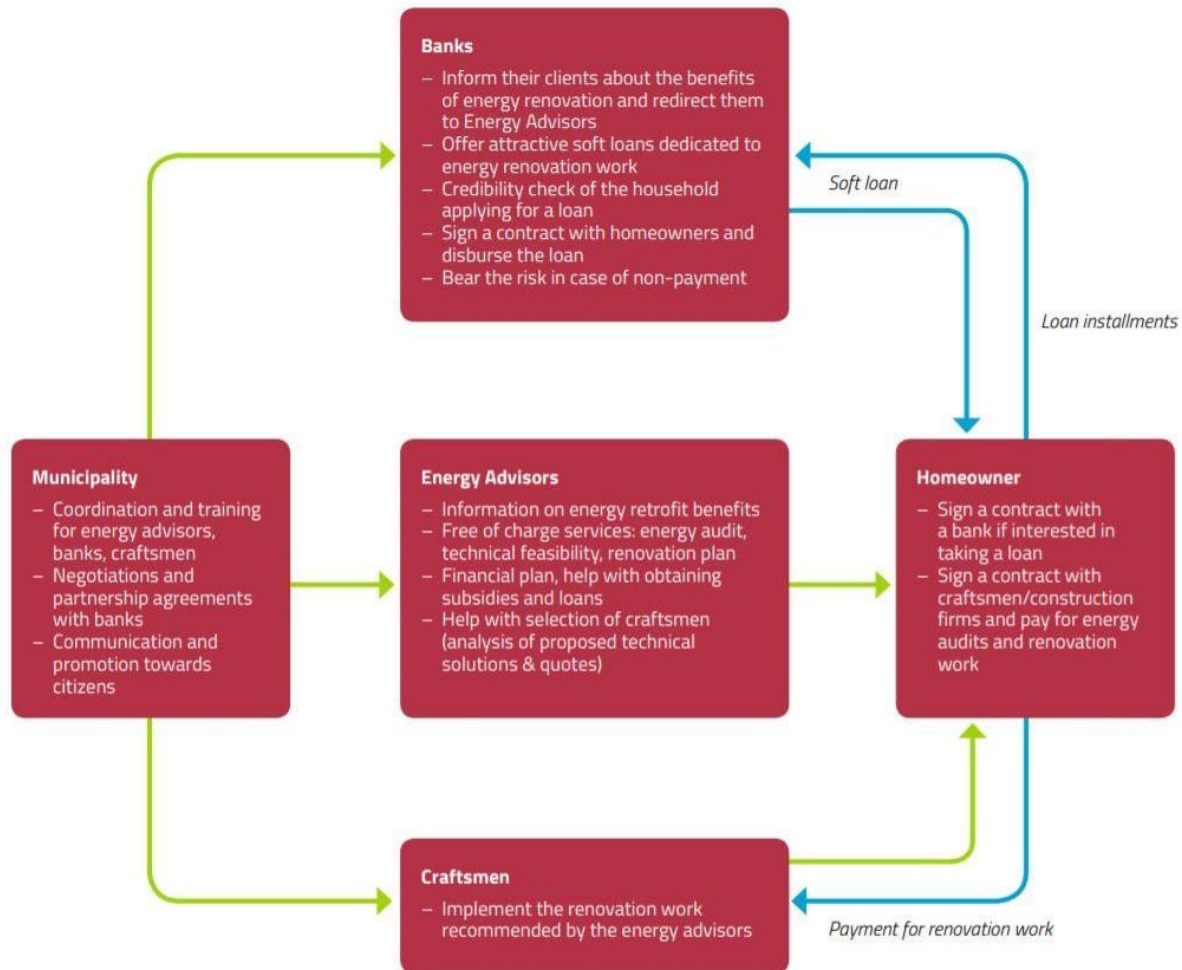 Banks
– Inform their clients about the benefits
of energy renovation and redirect them
to Energy Advisors
– Offer attractive soft loans dedicated to
energy renovation work
– Credibility check of the household
applying for a loan
– Sign a contract with homeowners and
disburse the loan
– Bear the risk in case of non-payment
Soft loan
Loan installments
Municipality
– Coordination and training
for energy advisors,
banks, craftsmen
– Negotiations and
partnership agreements
with banks
– Communication and
promotion towards
citizens
Energy Advisors
– Information on energy retrofit benefits
– Free of charge services: energy audit,
technical feasibility, renovation plan
– Financial plan, help with obtaining
subsidies and loans
– Help with selection of craftsmen
(analysis of proposed technical
solutions & quotes)
Homeowner
– Sign a contract with
a bank if interested in
taking a loan
– Sign a contract with
craftsmen/construction
firms and pay for energy
audits and renovation
work
Craftsmen
– Implement the renovation work
recommended by the energy advisors
Payment for renovation work